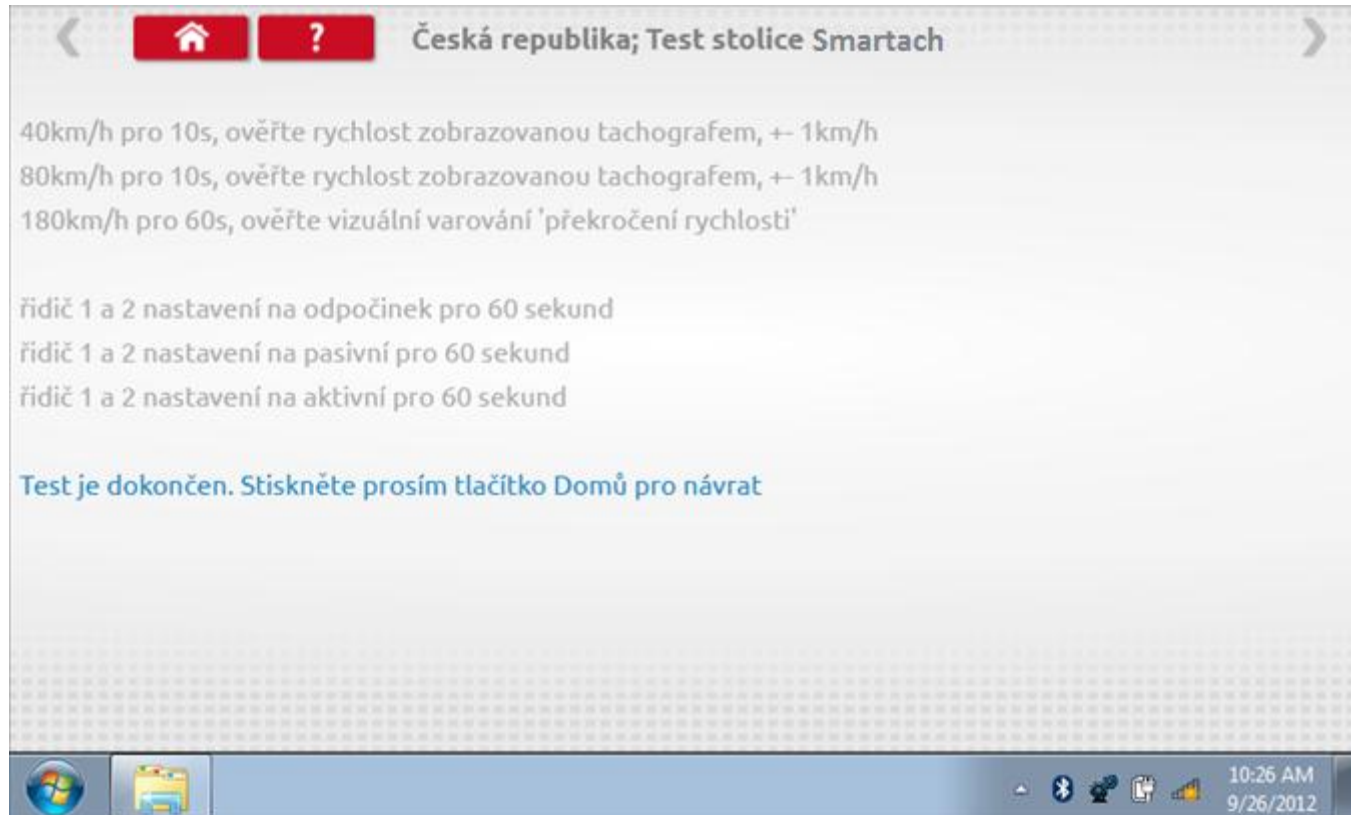 ? Česká republika; Test stolice Smartach
40km/h pro 10s, ověřte rychlost zobrazovanou tachografem, +- 1km/h
80km/h pro 10s, ověřte rychlost zobrazovanou tachografem, +- 1km/h
180km/h pro 60s, ověřte vizuální varování 'překročení rychlosti'
řidič 1 a 2 nastavení na odpočinek pro 60 sekund
řidič 1 a 2 nastavení na pasivní pro 60 sekund
řidič 1 a 2 nastavení na aktivní pro 60 sekund
Test je dokončen. Stiskněte prosím tlačítko Domů pro návrat
10:26 AM
9/26/2012